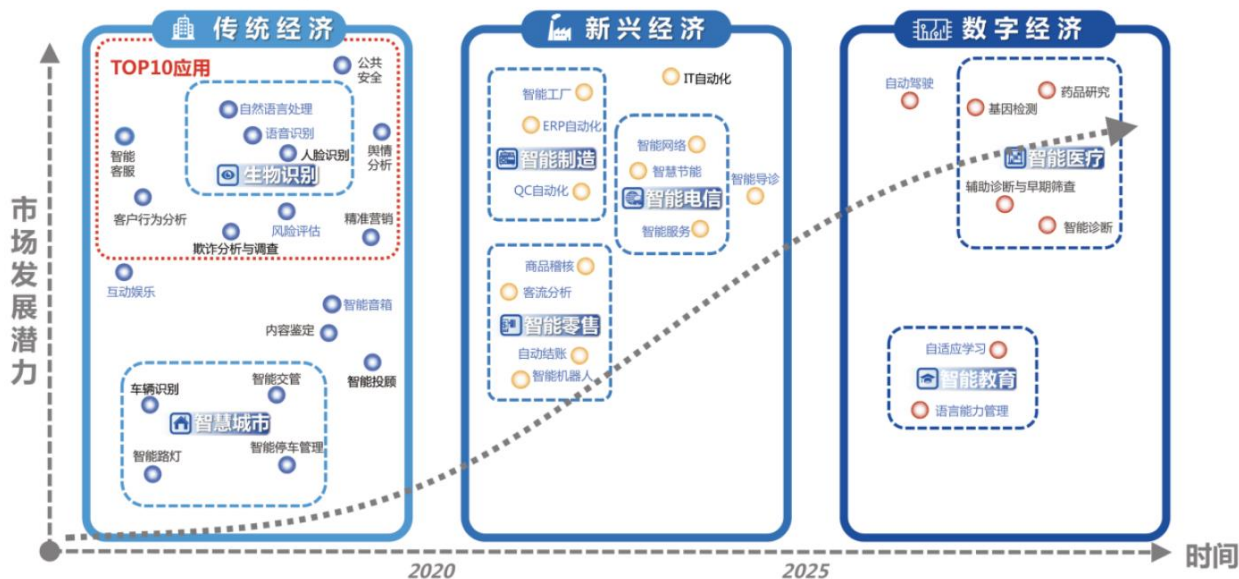 传统经济
TOP10应用
公共
安全
自然语言处理
语音识别
人脸识别
生物识别
智能
客服
舆情
分析
客户行为分析
风险评估
精准营销
欺诈分析与调查
互动娱乐
智能音箱
内容鉴定
智能投顾
车辆识别
智能交管
智慧城市
智能路灯
智能停车管理
新兴经济
IT自动化
智能工厂
ERP自动化
智能制造
QC自动化
智能网络
智慧节能
智能电信
智能服务
智能导诊
商品稽核
客流分析
智能零售
自动结账
智能机器人
数字经济
自动驾驶
药品研究
基因检测
智能医疗
辅助诊断与早期筛查
智能诊断
自适应学习
智能教育
语言能力管理
市场发展潜力
2020
2025
时间